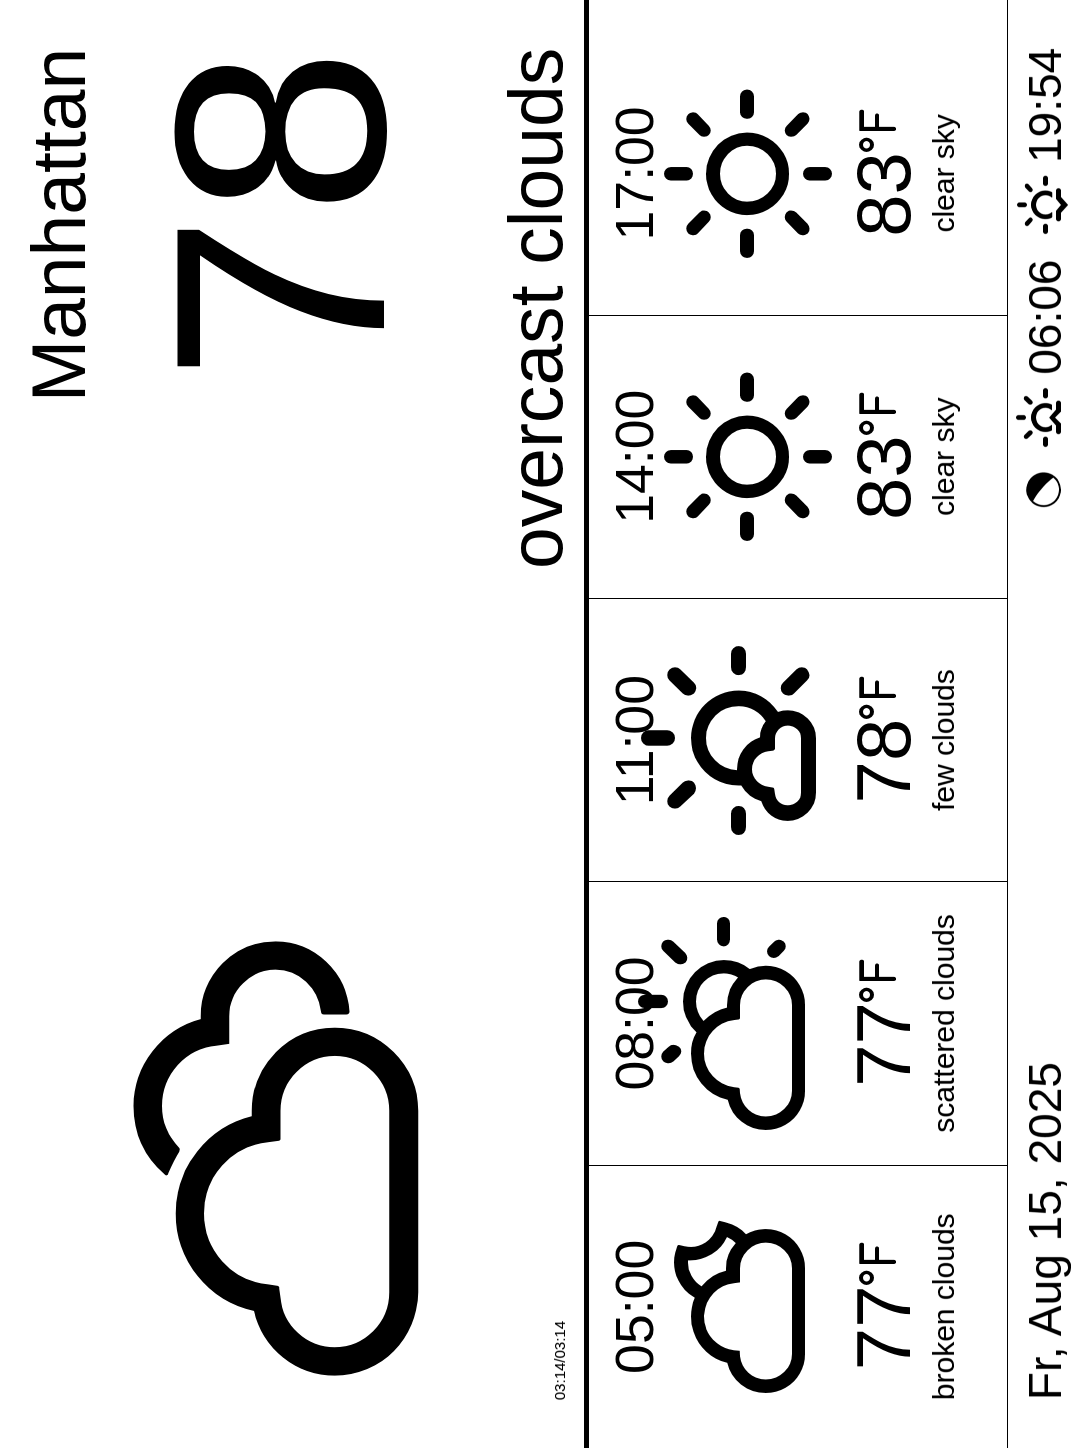 Manhattan
78
overcast clouds
03:14/03:14
05:00
77°F
broken clouds
08:00
77°F
scattered clouds
11:00
78°F
few clouds
14:00
83°F
clear sky
17:00
83°F
clear sky
Fr, Aug 15, 2025 06:06 19:54